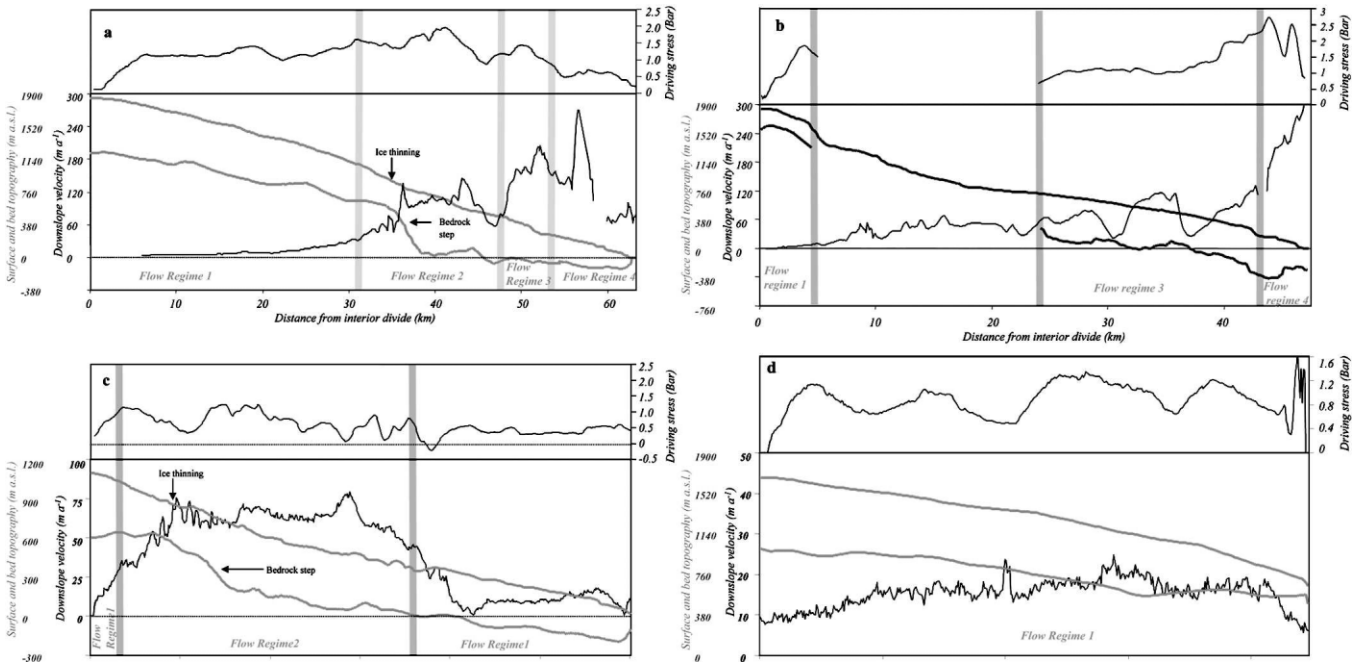 a
2.5
2.0
1.5
1.0
0.5
0
Driving stress (Bar)
Surface and bed topography (m a.s.l.)
1900
1520
1140
760
380
0
-380
Downslope velocity (m a⁻¹)
300
240
180
120
60
0
Ice thinning
Bedrock
step
Flow Regime 1
Flow Regime 2
Flow
Regime 3
Flow Regime 4
0
10
20
30
40
50
60
Distance from interior divide (km)
b
3
2.5
2
1.5
1
0.5
0
Driving stress (Bar)
Surface and bed topography (m a.s.l.)
1900
1520
1140
760
380
0
-380
-760
Downslope velocity (m a⁻¹)
300
240
180
120
60
0
Flow
regime 1
Flow regime 3
Flow
regime 4
0
10
20
30
40
Distance from interior divide (km)
c
2.5
2.0
1.5
1.0
0.5
0
-0.5
Driving stress (Bar)
Surface and bed topography (m a.s.l.)
1200
900
600
300
0
-300
Downslope velocity (m a⁻¹)
100
75
50
25
0
Ice thinning
Bedrock step
Flow
Regime1
Flow Regime2
Flow Regime1
d
1.6
1.2
0.8
0.4
0
Driving stress (Bar)
Surface and bed topography (m a.s.l.)
1900
1520
1140
760
380
0
Downslope velocity (m a⁻¹)
50
40
30
20
10
0
Flow Regime 1